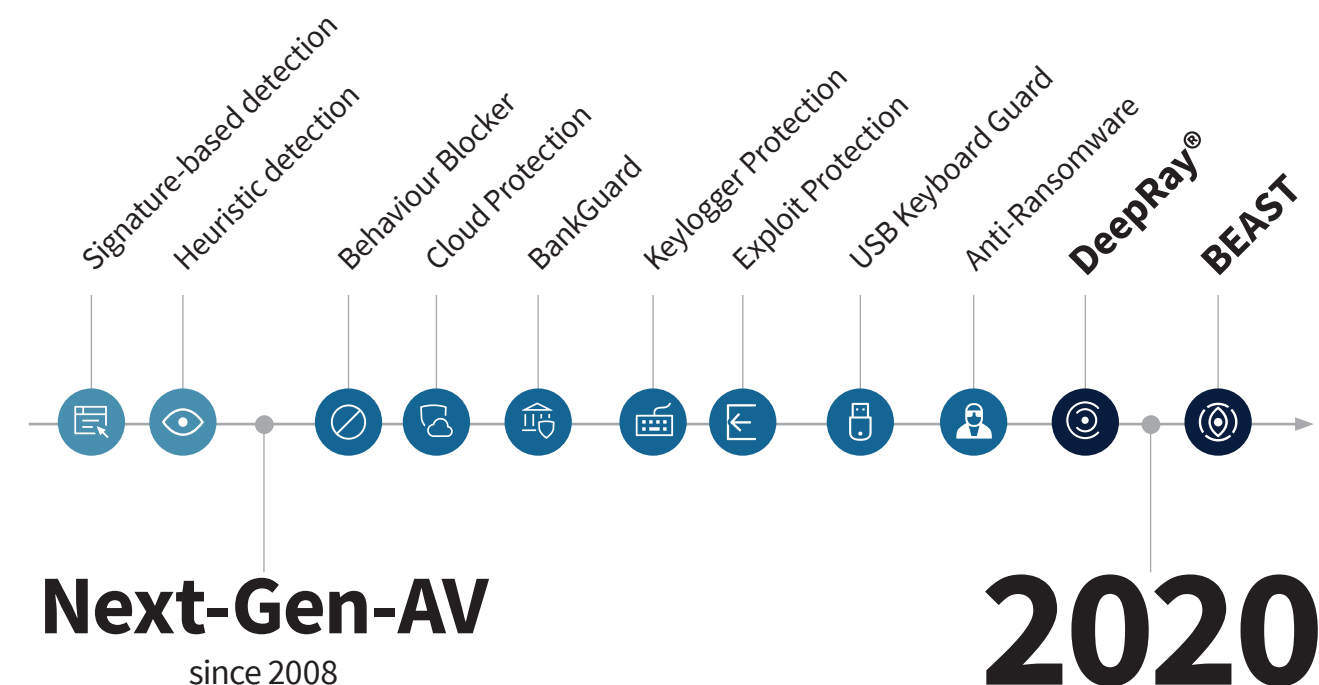 Signature-based detection
Heuristic detection
Behaviour Blocker
Cloud Protection
BankGuard
Keylogger Protection
Exploit Protection
USB Keyboard Guard
Anti-Ransomware
DeepRay®
BEAST
Next-Gen-AV
since 2008
2020